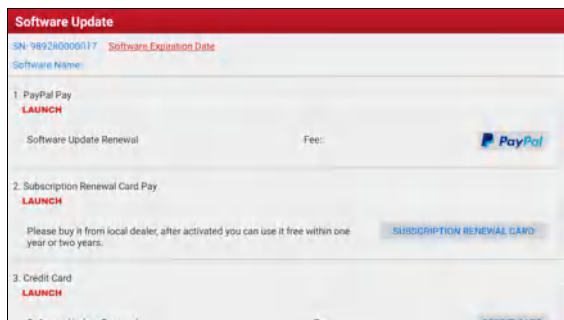 Software Update
SN: 989280000017 Software Expiration Date
Software Name:
1. PayPal Pay
LAUNCH
Software Update Renewal Fee: PayPal
2. Subscription Renewal Card Pay
LAUNCH
Please buy it from local dealer, after activated you can use it free within one SUBSCRIPTION RENEWAL CARD
year or two years.
3. Credit Card
LAUNCH